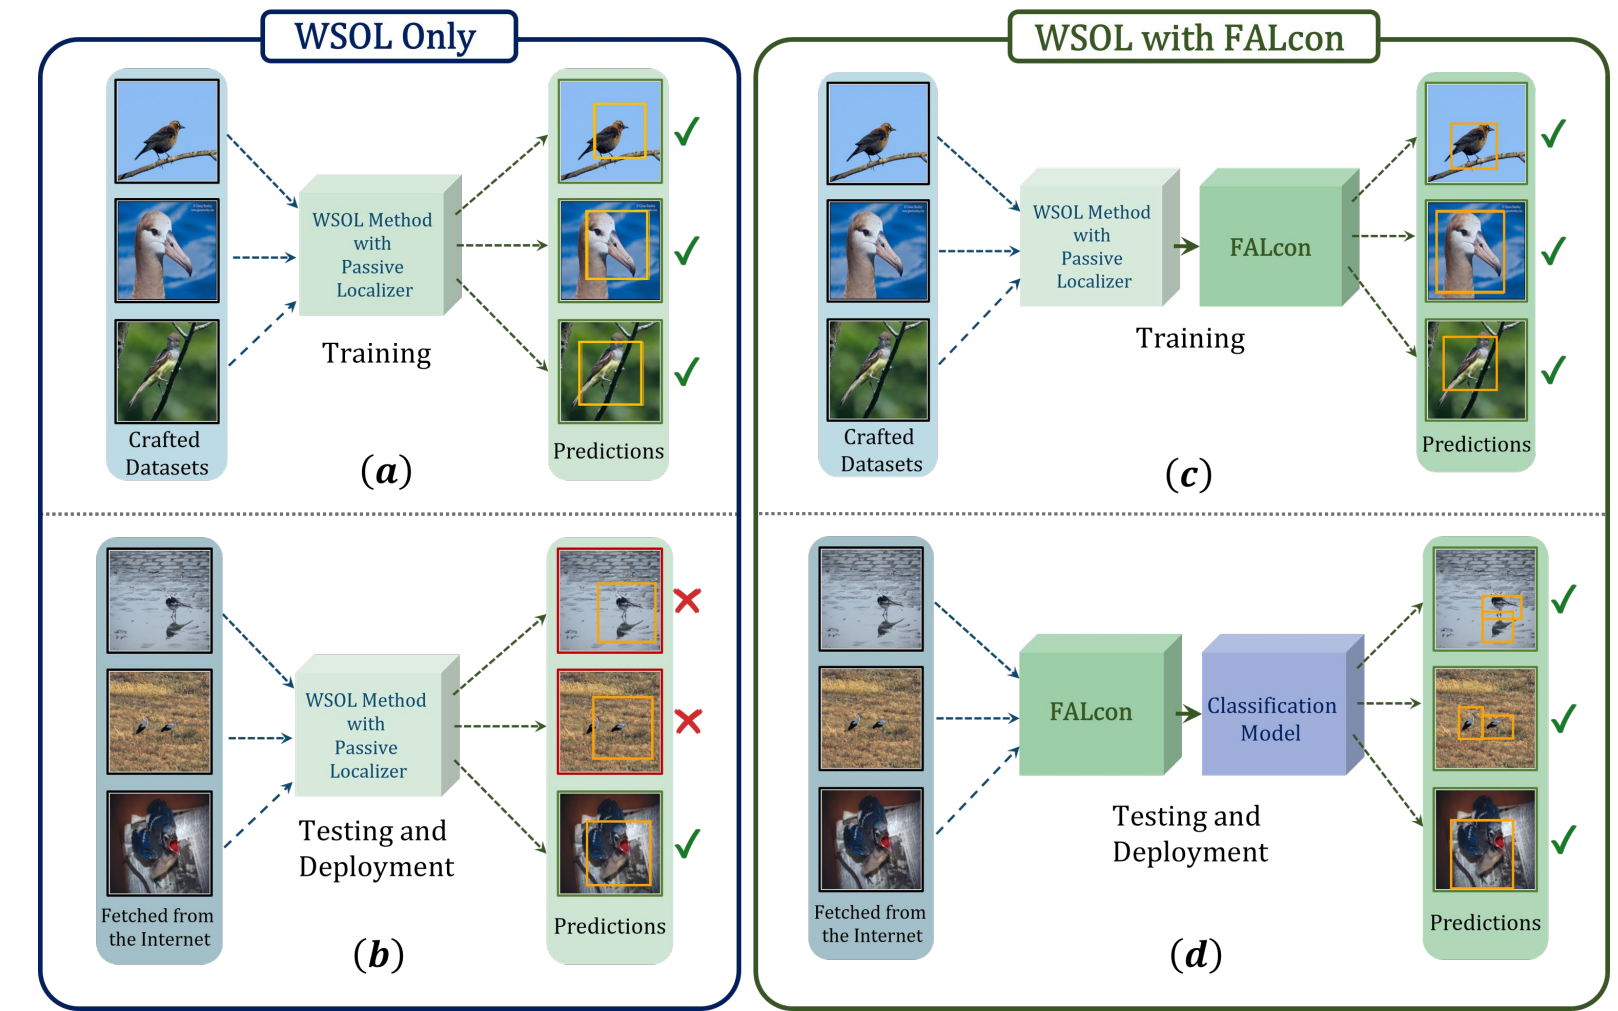 WSOL Only
WSOL Method
with
Passive
Localizer
Training
Crafted
Datasets
Predictions
(a)
WSOL Method
with
Passive
Localizer
Testing and
Deployment
Fetched from
the Internet
Predictions
(b)
WSOL with FALcon
WSOL Method
with
Passive
Localizer
FALcon
Training
Crafted
Datasets
Predictions
(c)
FALcon
Classification
Model
Testing and
Deployment
Fetched from
the Internet
Predictions
(d)